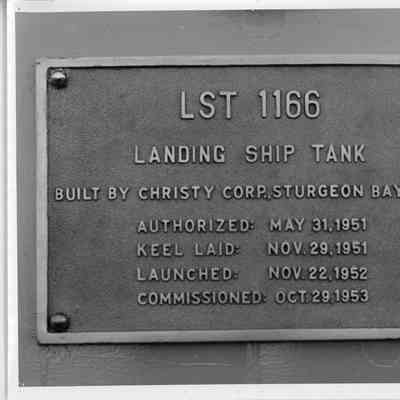 LST 1166
LANDING SHIP TANK
BUILT BY CHRISTY CORP., STURGEON BAY
AUTHORIZED: MAY 31, 1951
KEEL LAID: NOV. 29, 1951
LAUNCHED: NOV. 22, 1952
COMMISSIONED: OCT. 29 1953